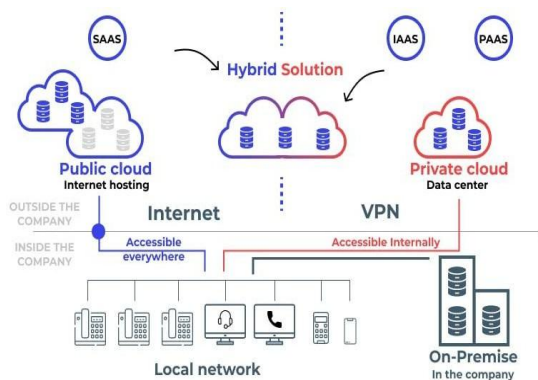 SAAS
IAAS
PAAS
Hybrid Solution
Public cloud
Internet hosting
Private cloud
Data center
OUTSIDE THE
COMPANY
Internet
VPN
INSIDE THE
COMPANY
Accessible
everywhere
Accessible Internally
Local network
On-Premise
In the company